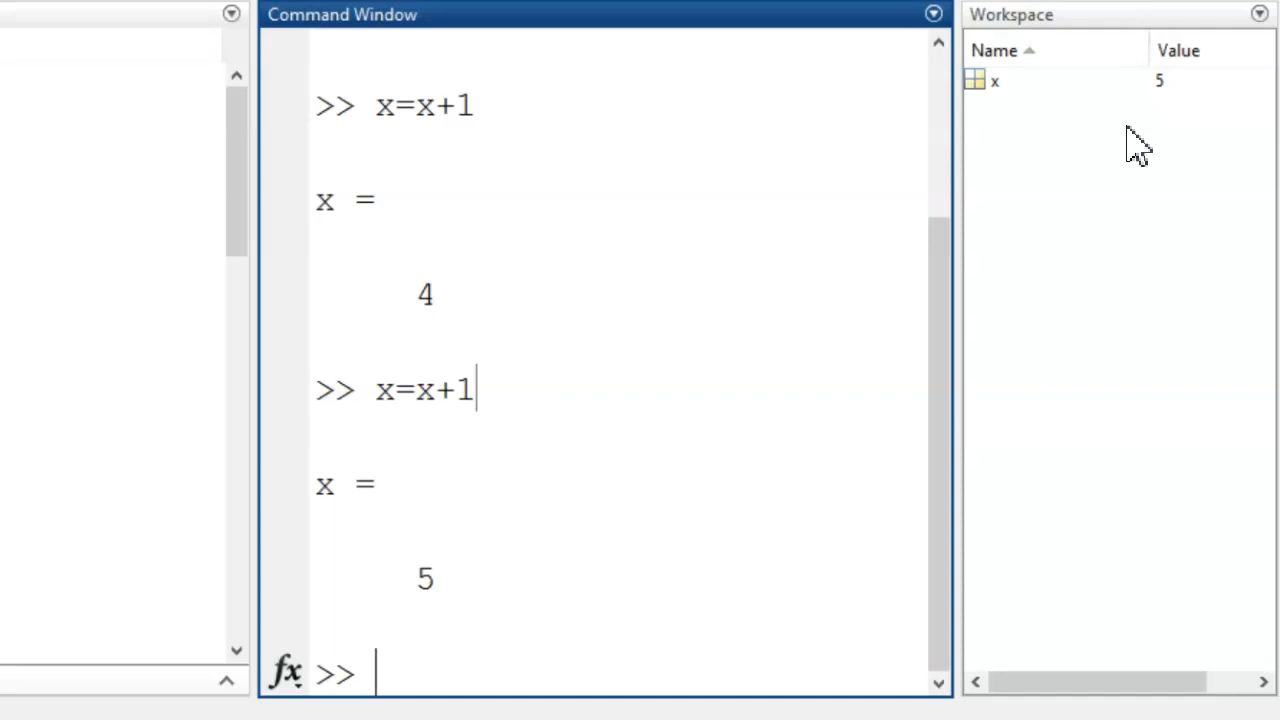 Command Window
>> x=x+1
x =
4
>> x=x+1
x =
5
fx >>
Workspace
Name Value
x 5